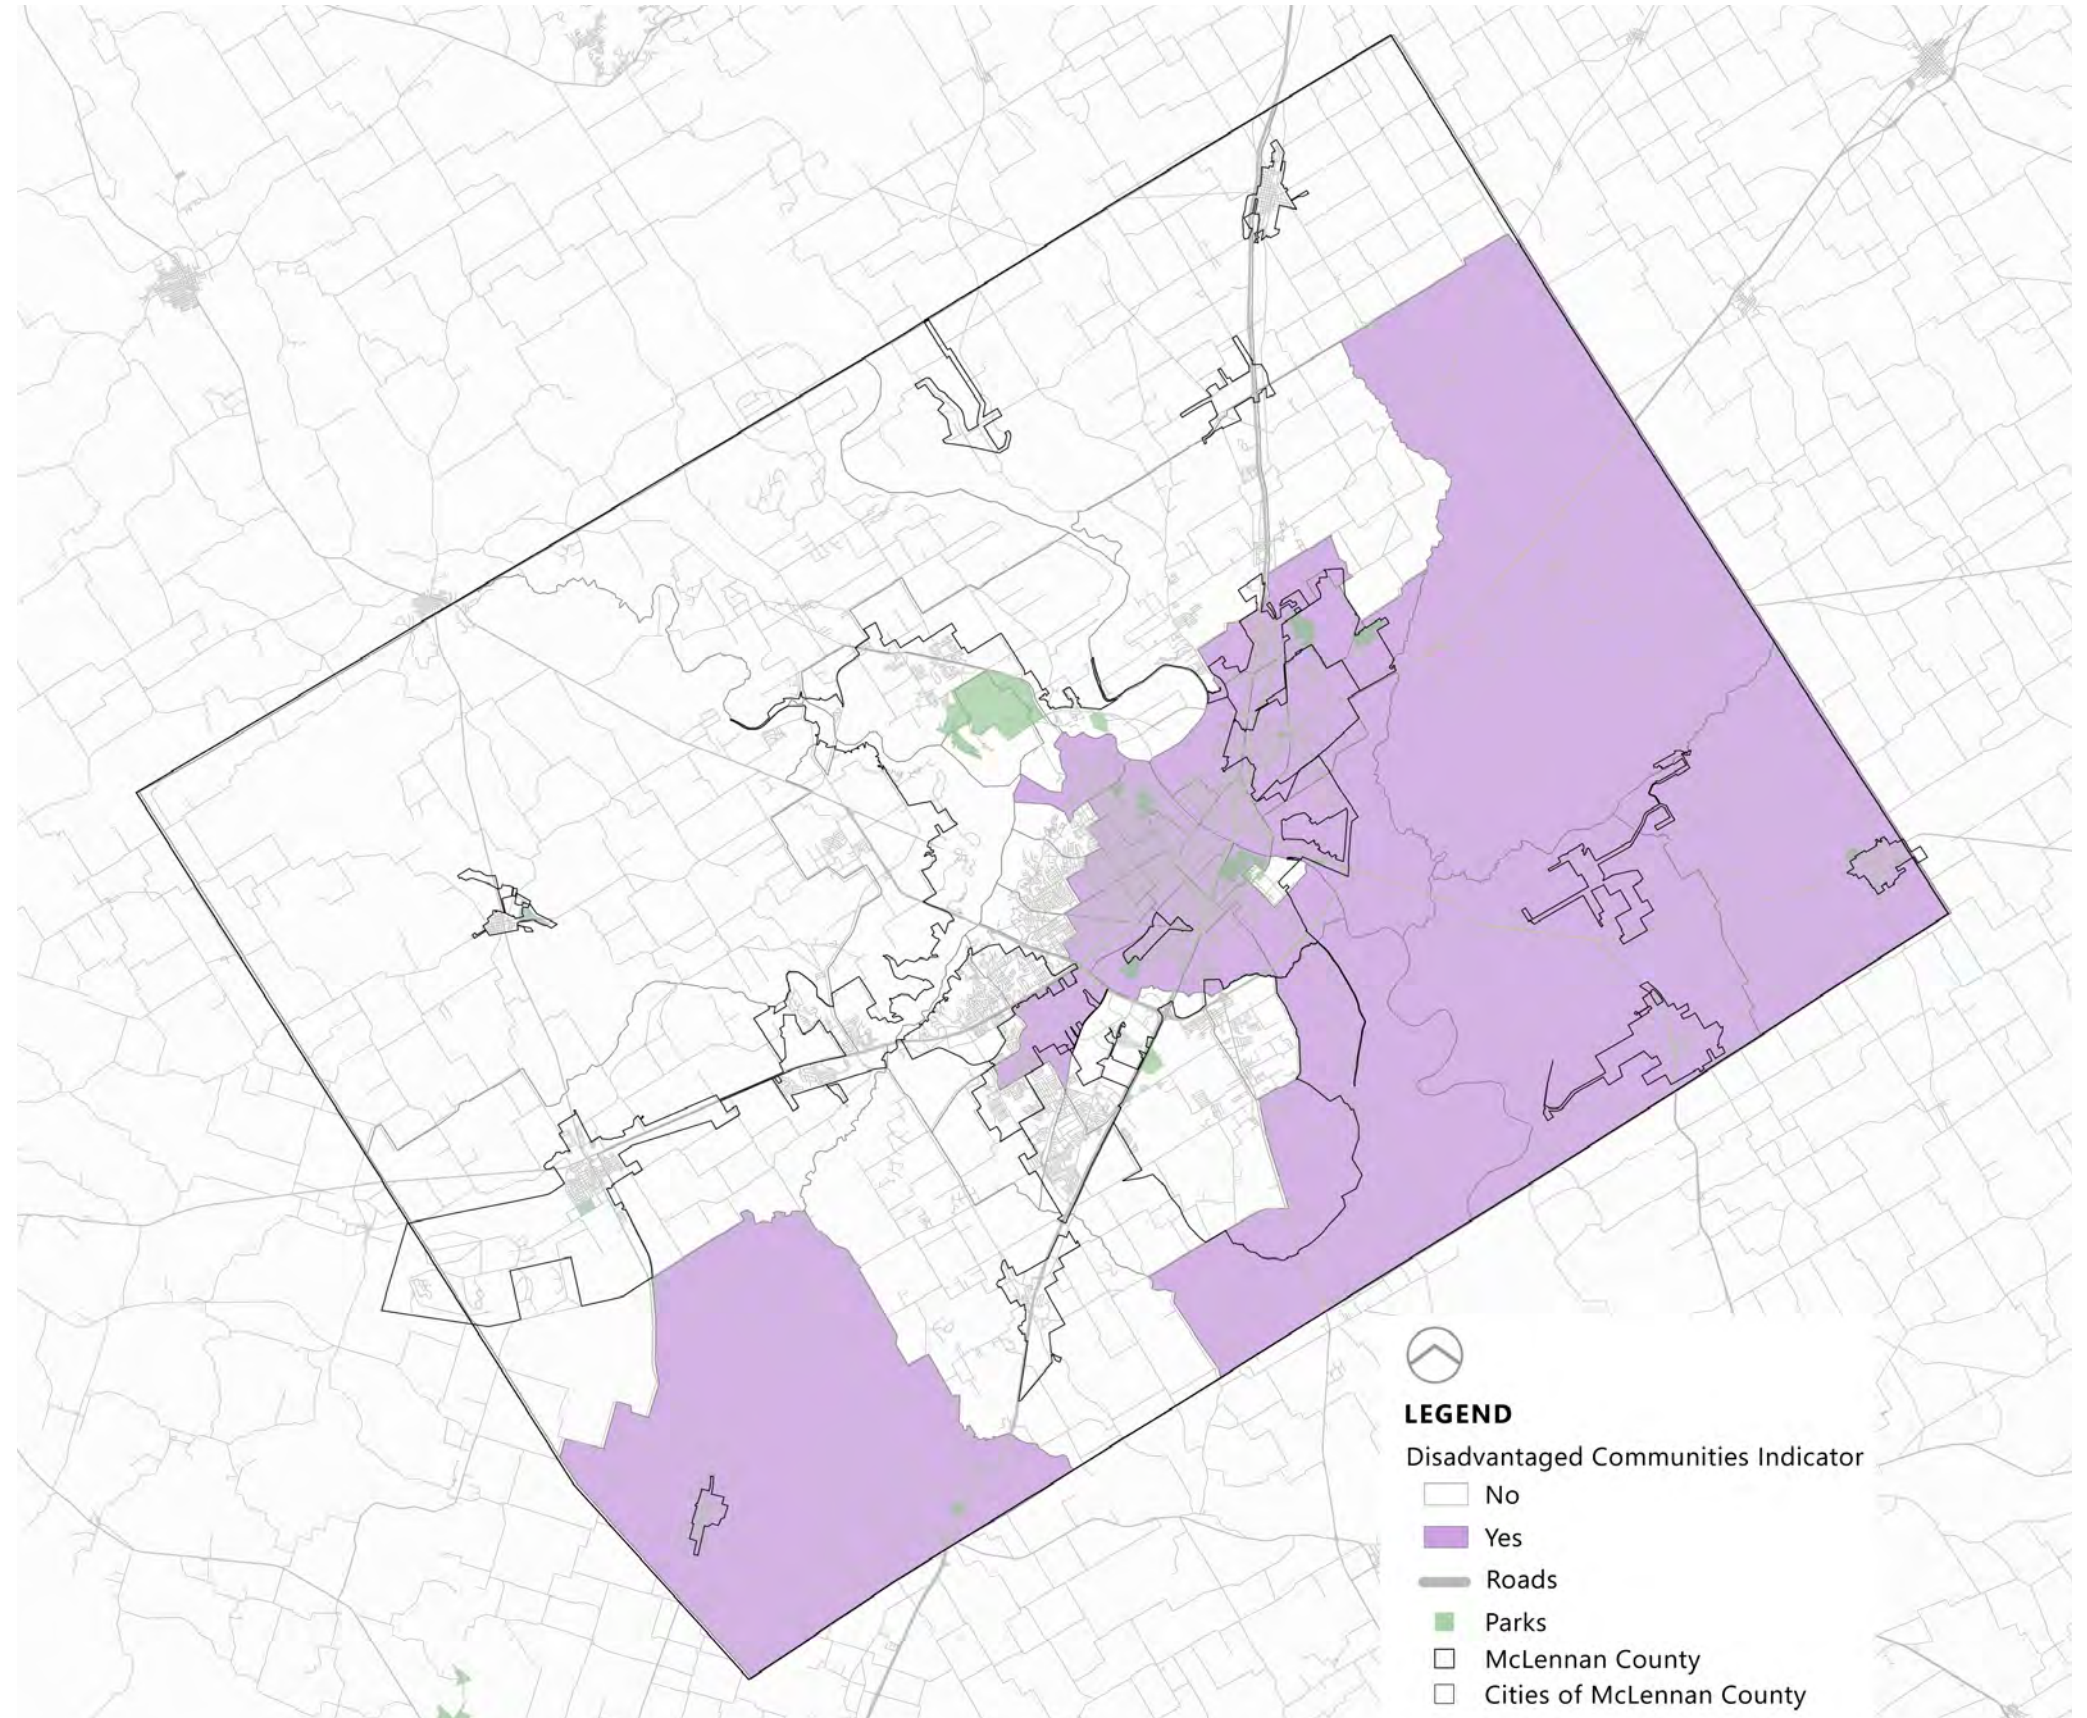 LEGEND
Disadvantaged Communities Indicator
No
Yes
Roads
Parks
McLennan County
Cities of McLennan County